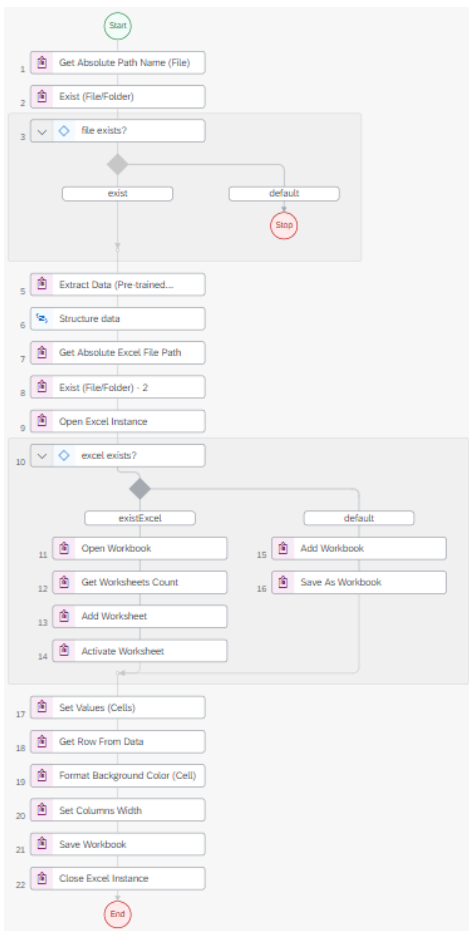 Start
1 Get Absolute Path Name (File)
2 Exist (File/Folder)
3 file exists?
exist default
Stop
5 Extract Data (Pre-trained...
6 Structure data
7 Get Absolute Excel File Path
8 Exist (File/Folder) - 2
9 Open Excel Instance
10 excel exists?
existExcel default
11 Open Workbook 15 Add Workbook
12 Get Worksheets Count 16 Save As Workbook
13 Add Worksheet
14 Activate Worksheet
17 Set Values (Cells)
18 Get Row From Data
19 Format Background Color (Cell)
20 Set Columns Width
21 Save Workbook
22 Close Excel Instance
End